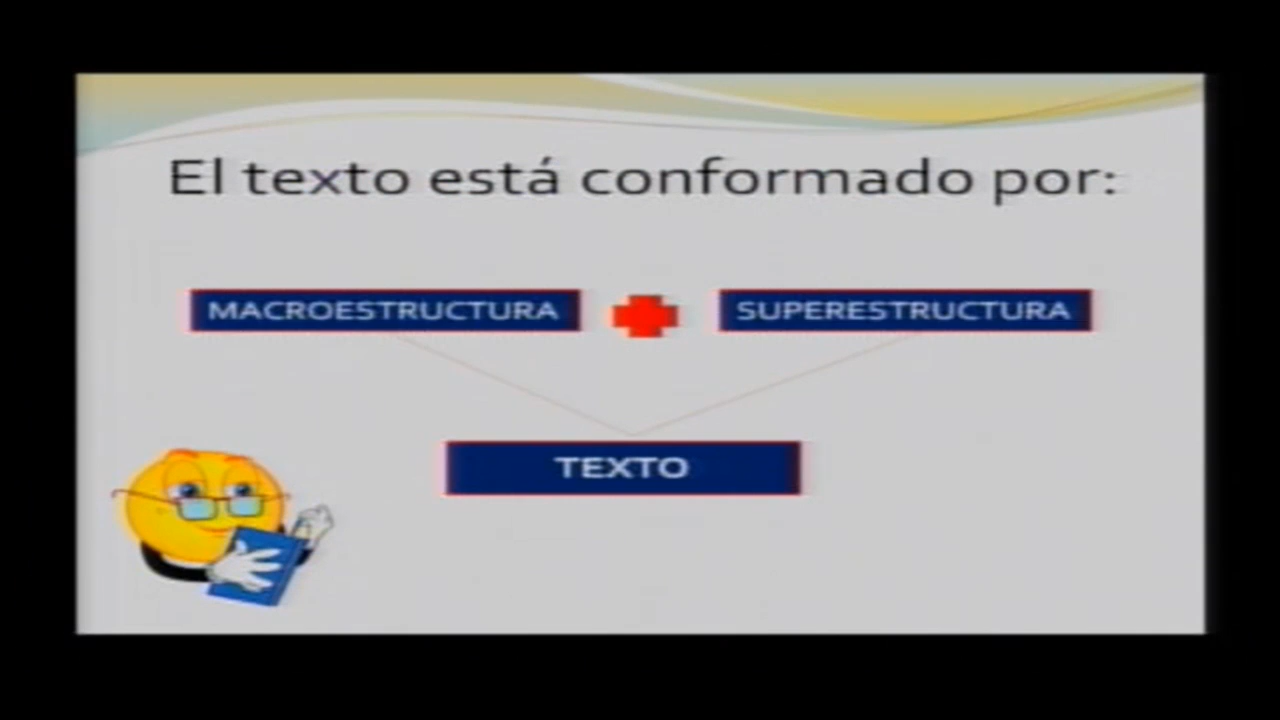 El texto está conformado por:
MACROESTRUCTURA
SUPERESTRUCTURA
TEXTO